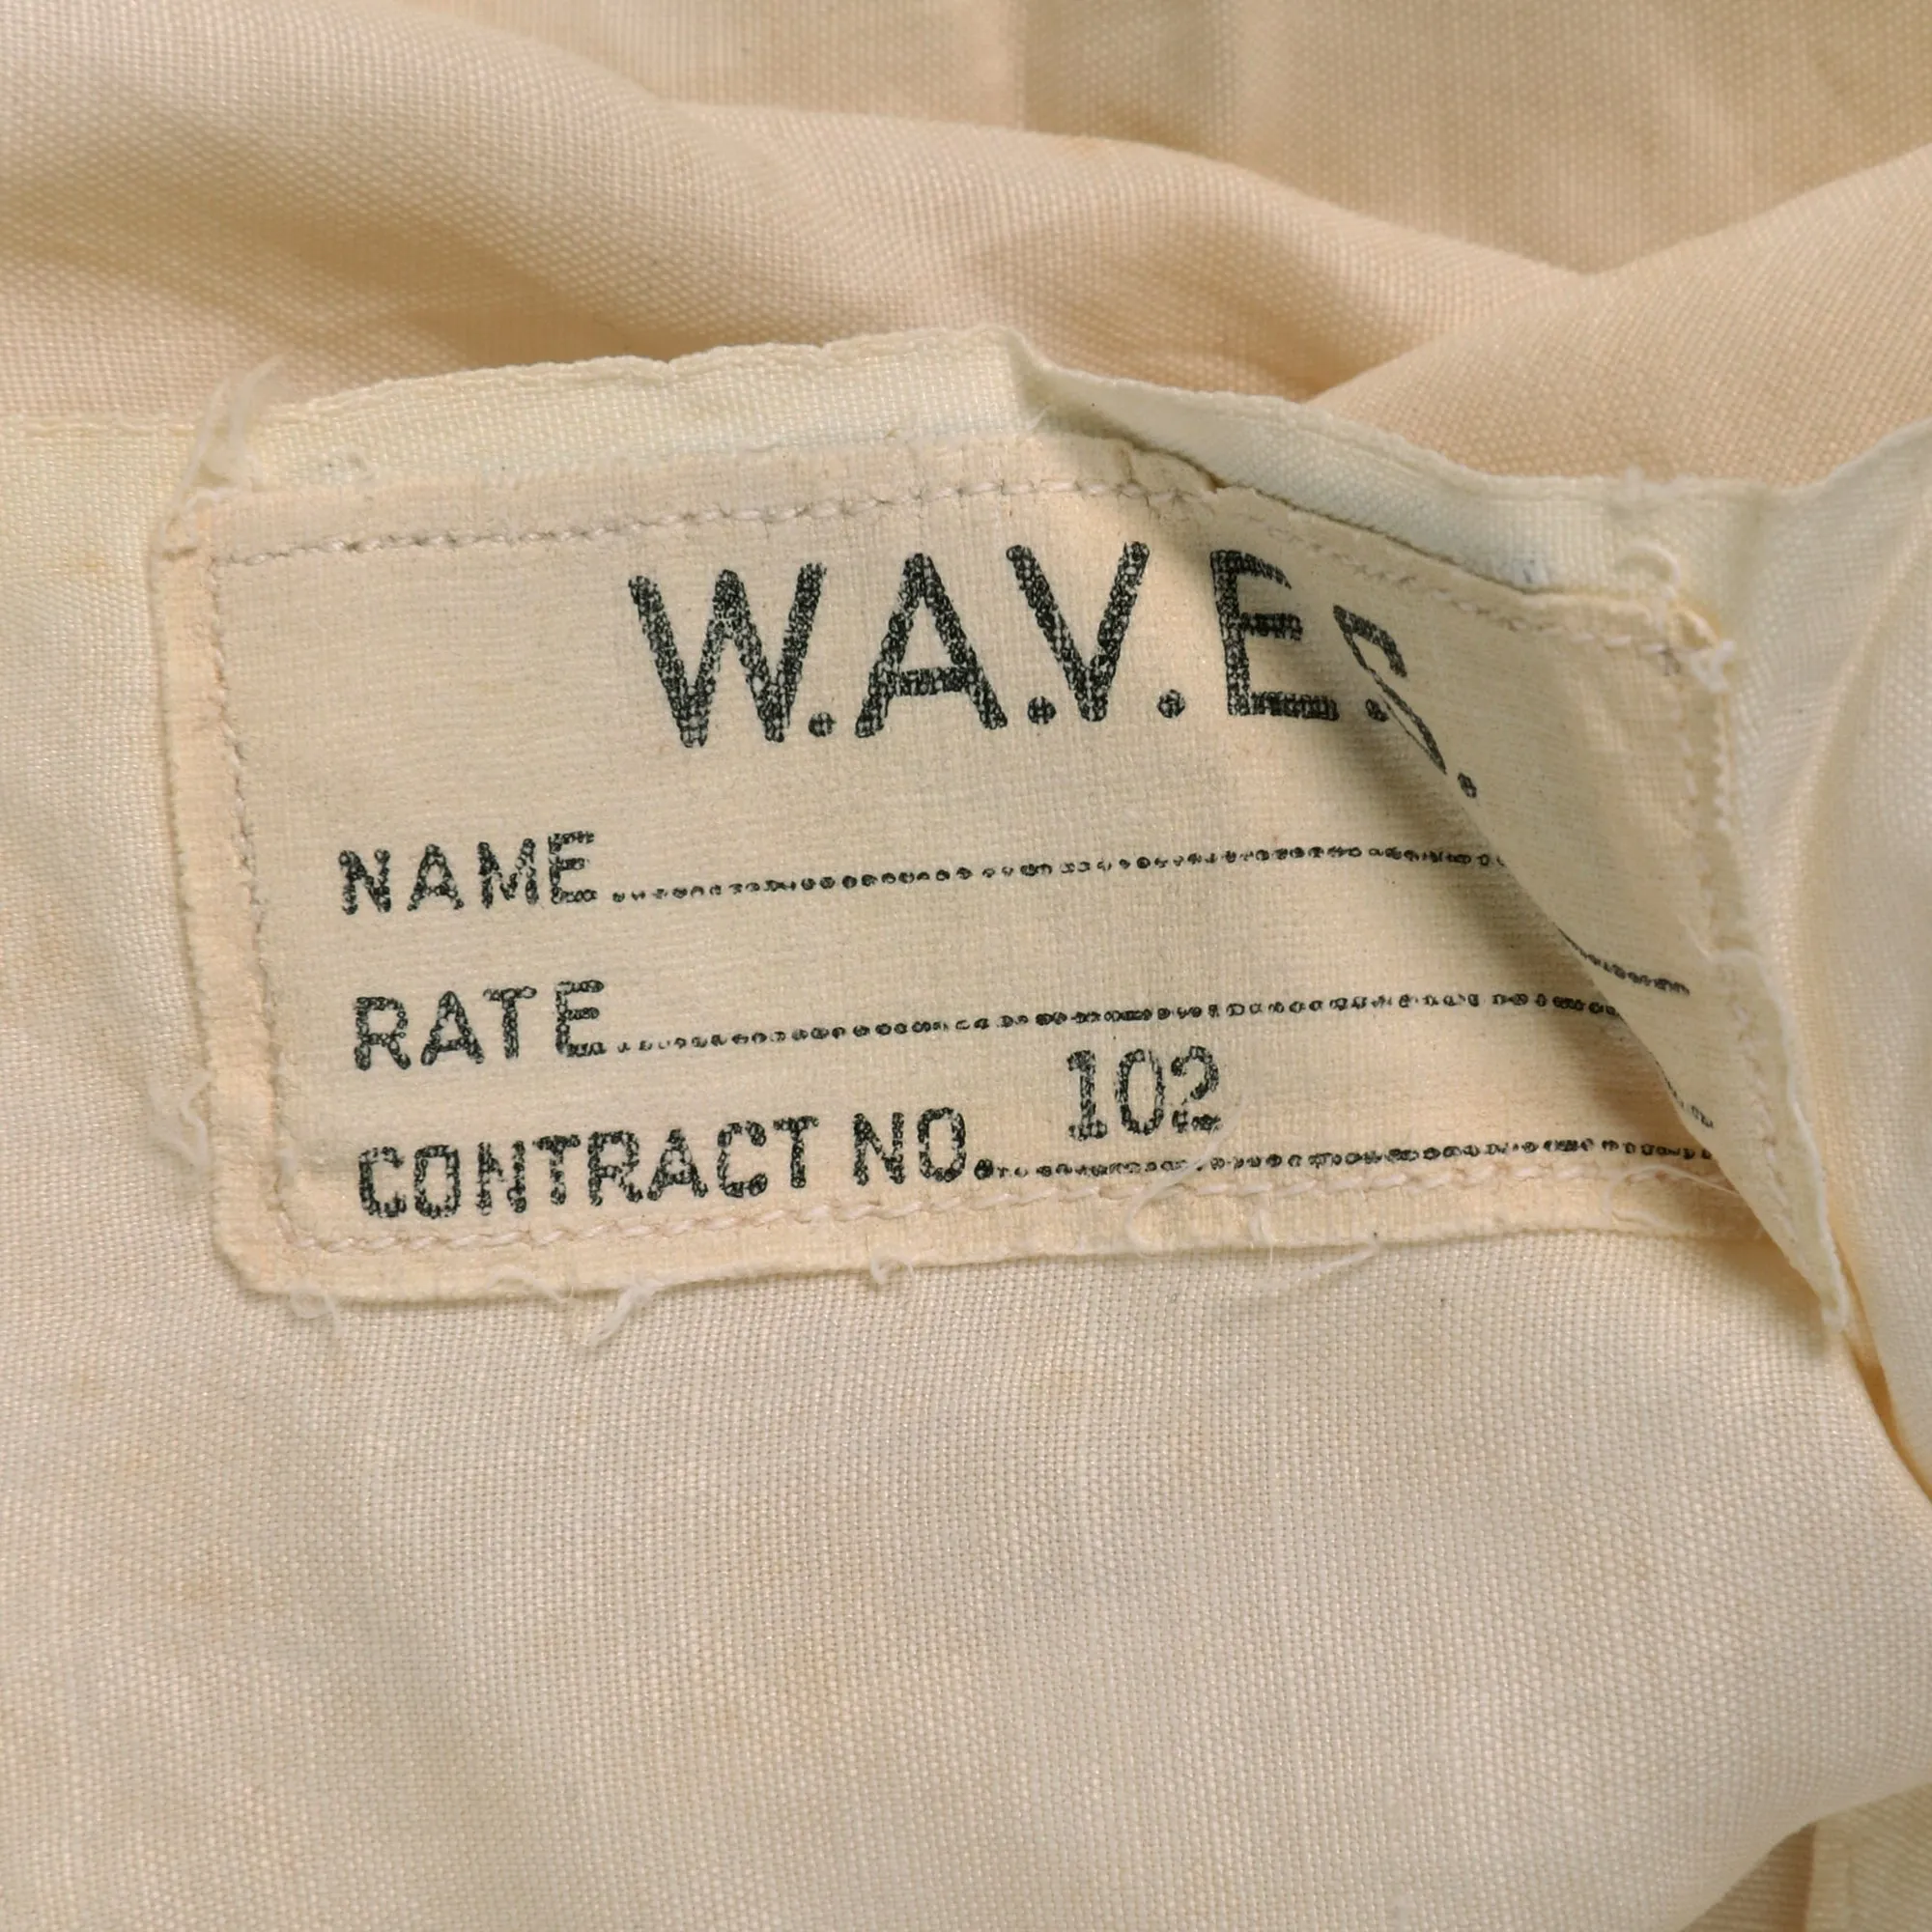 W.A.V.E.S.
NAME..............................
RATE..............................
CONTRACT NO. 102